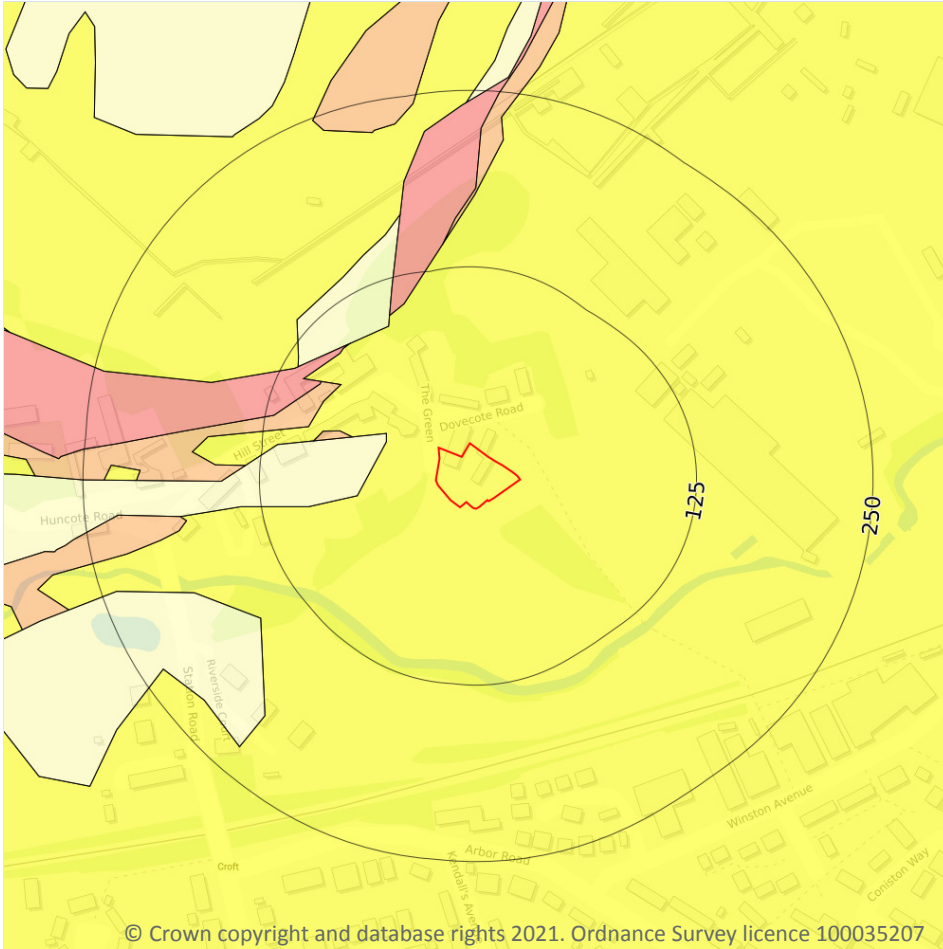 The Green
Dovecote Road
Hill Street
125
250
Huncote Road
Station Road
Riverside Court
Winston Avenue
Croft
Arbor Road
Kendall's Aven
Coniston Way
© Crown copyright and database rights 2021. Ordnance Survey licence 100035207